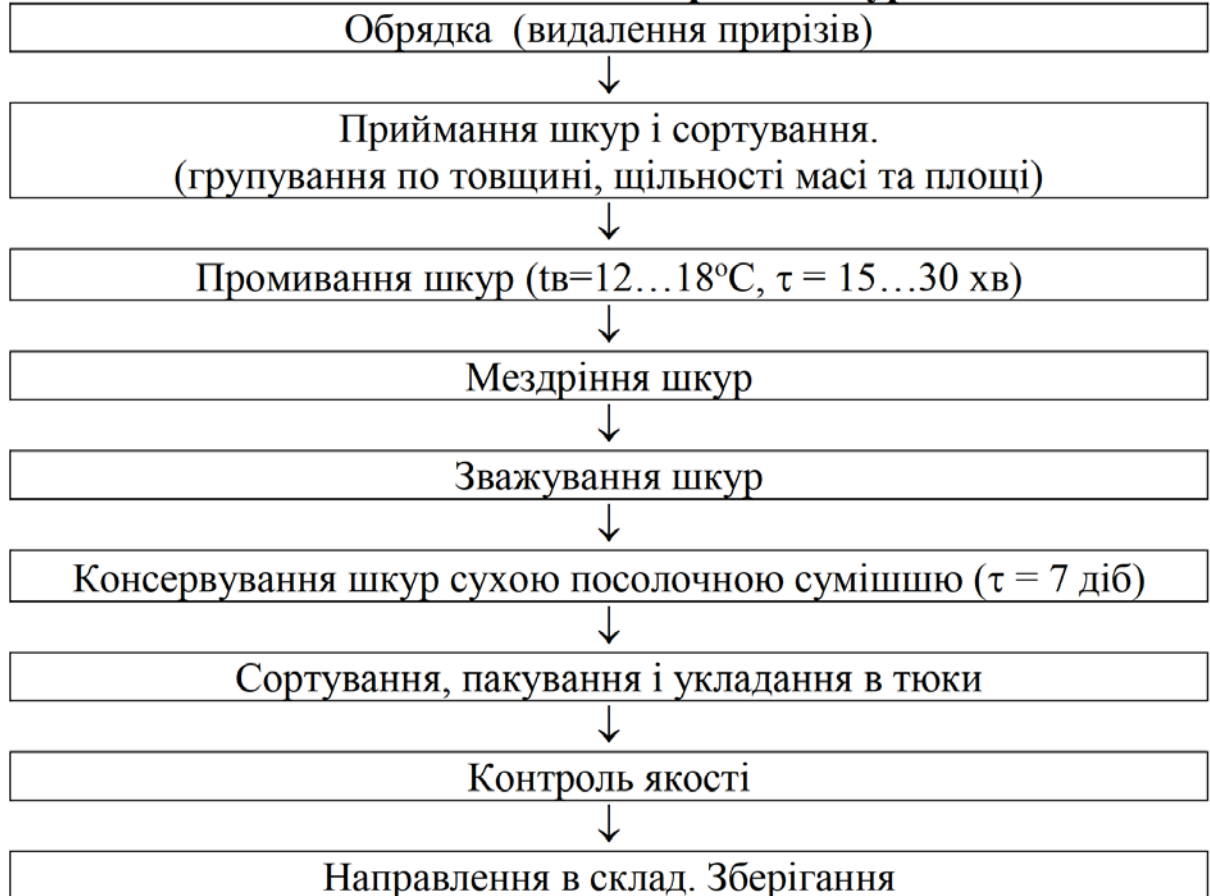 Обрядка (видалення прирізів)
↓
Приймання шкур і сортування.
(групування по товщині, щільності масі та площі)
↓
Промивання шкур (tв=12…18°С, τ = 15…30 хв)
↓
Мездріння шкур
↓
Зважування шкур
↓
Консервування шкур сухою посолочною сумішшю (τ = 7 діб)
↓
Сортування, пакування і укладання в тюки
↓
Контроль якості
↓
Направлення в склад. Зберігання